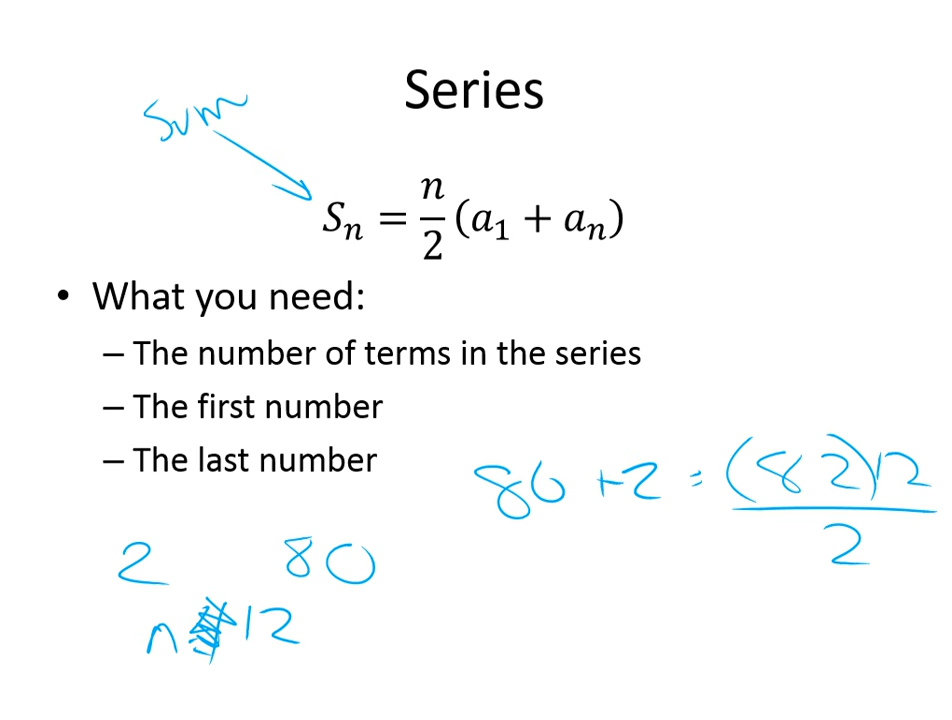 Series
Sum
Sₙ = n/2 (a₁ + aₙ)
• What you need:
– The number of terms in the series
– The first number
– The last number
80 + 2 = (82)12
2
2 80
n 12